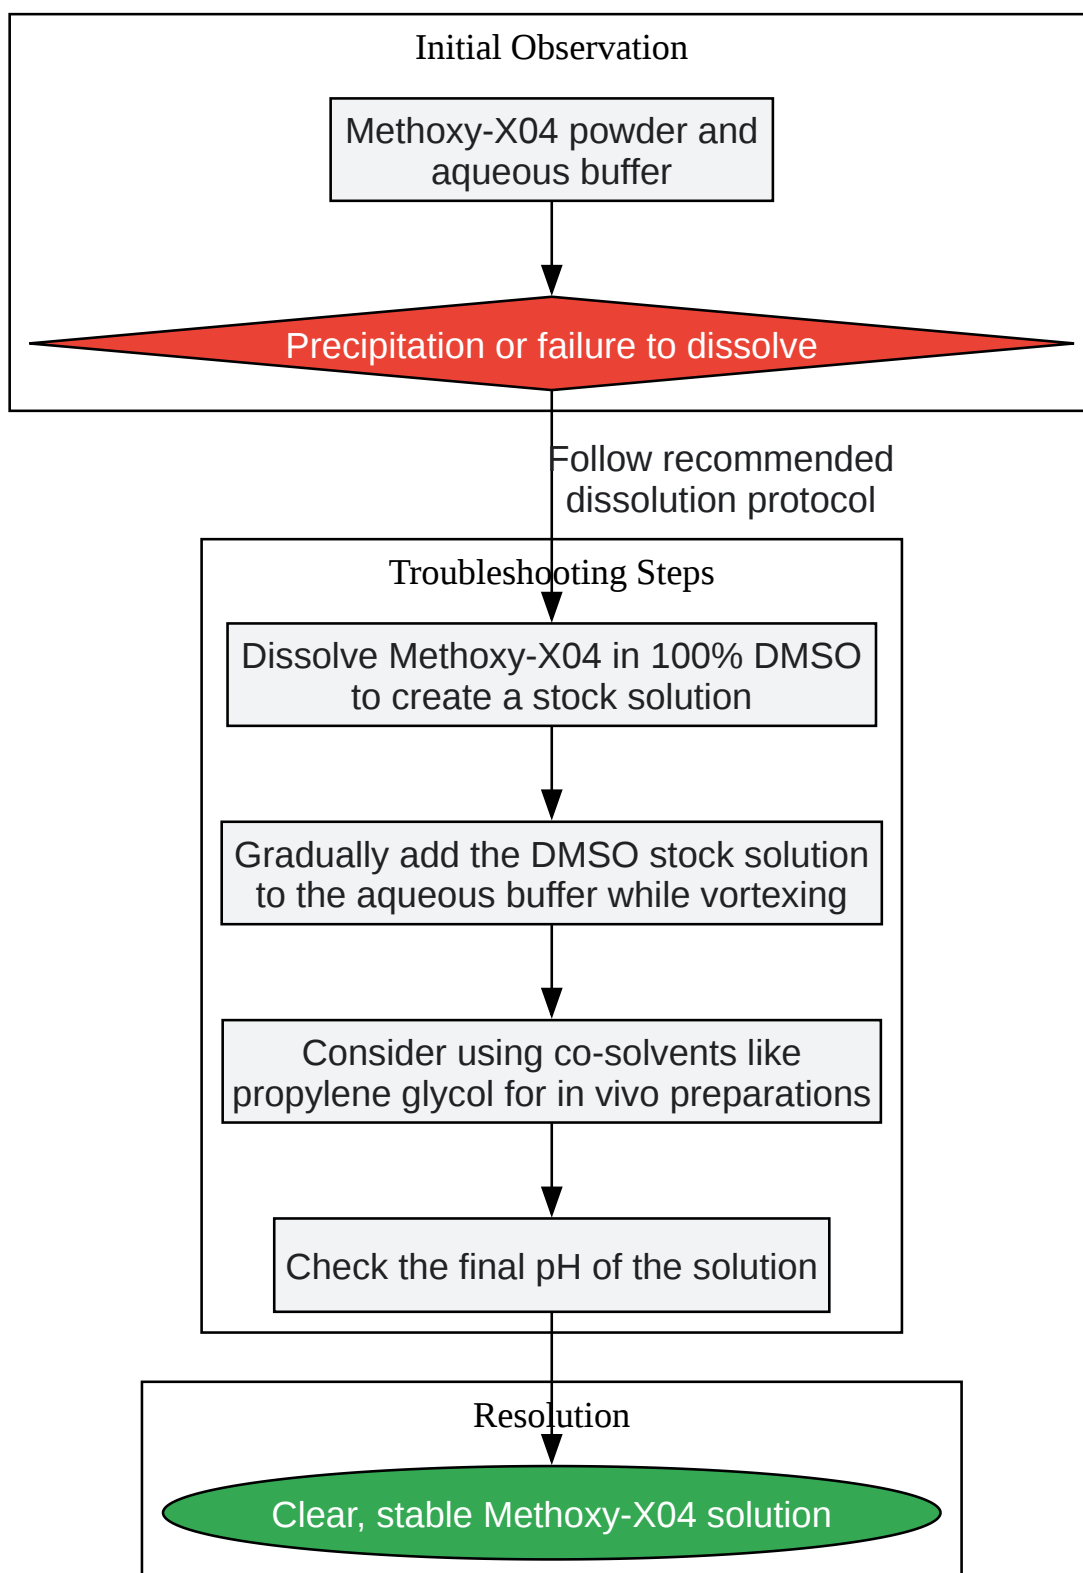 Initial Observation
Methoxy-X04 powder and
aqueous buffer
Precipitation or failure to dissolve
Follow recommended
dissolution protocol
Troubleshooting Steps
Dissolve Methoxy-X04 in 100% DMSO
to create a stock solution
Gradually add the DMSO stock solution
to the aqueous buffer while vortexing
Consider using co-solvents like
propylene glycol for in vivo preparations
Check the final pH of the solution
Resolution
Clear, stable Methoxy-X04 solution